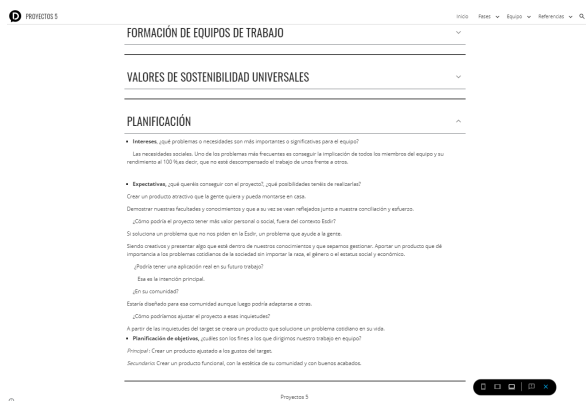 PROYECTOS 5
Inicio Fases Equipo Referencias
FORMACIÓN DE EQUIPOS DE TRABAJO
VALORES DE SOSTENIBILIDAD UNIVERSALES
PLANIFICACIÓN
Intereses, ¿qué problemas o necesidades son más importantes o significativas para el equipo?
Las necesidades sociales. Uno de los problemas más frecuentes es conseguir la implicación de todos los miembros del equipo y su
rendimiento al 100 %,es decir, que no esté descompensado el trabajo de unos frente a otros.
Expectativas, ¿qué queréis conseguir con el proyecto?, ¿qué posibilidades tenéis de realizarlas?
Crear un producto atractivo que la gente quiera y pueda montarse en casa.
Demostrar nuestras facultades y conocimientos y que a su vez se vean reflejados junto a nuestra conciliación y esfuerzo.
¿Cómo podría el proyecto tener más valor personal o social, fuera del contexto Esdir?
Si soluciona un problema que no nos piden en la Esdir, un problema que ayude a la gente.
Siendo creativos y presentar algo que esté dentro de nuestros conocimientos y que sepamos gestionar. Aportar un producto que dé
importancia a los problemas cotidianos de la sociedad sin importar la raza, el género o el estatus social y económico.
¿Podría tener una aplicación real en su futuro trabajo?
Esa es la intención principal.
¿En su comunidad?
Estaría diseñado para esa comunidad aunque luego podría adaptarse a otras.
¿Cómo podríamos ajustar el proyecto a esas inquietudes?
A partir de las inquietudes del target se creara un producto que solucione un problema cotidiano en su vida.
Planificación de objetivos, ¿cuáles son los fines a los que dirigimos nuestro trabajo en equipo?
Principal: Crear un producto ajustado a los gustos del target.
Secundario: Crear un producto funcional, con la estética de su comunidad y con buenos acabados.
Proyectos 5